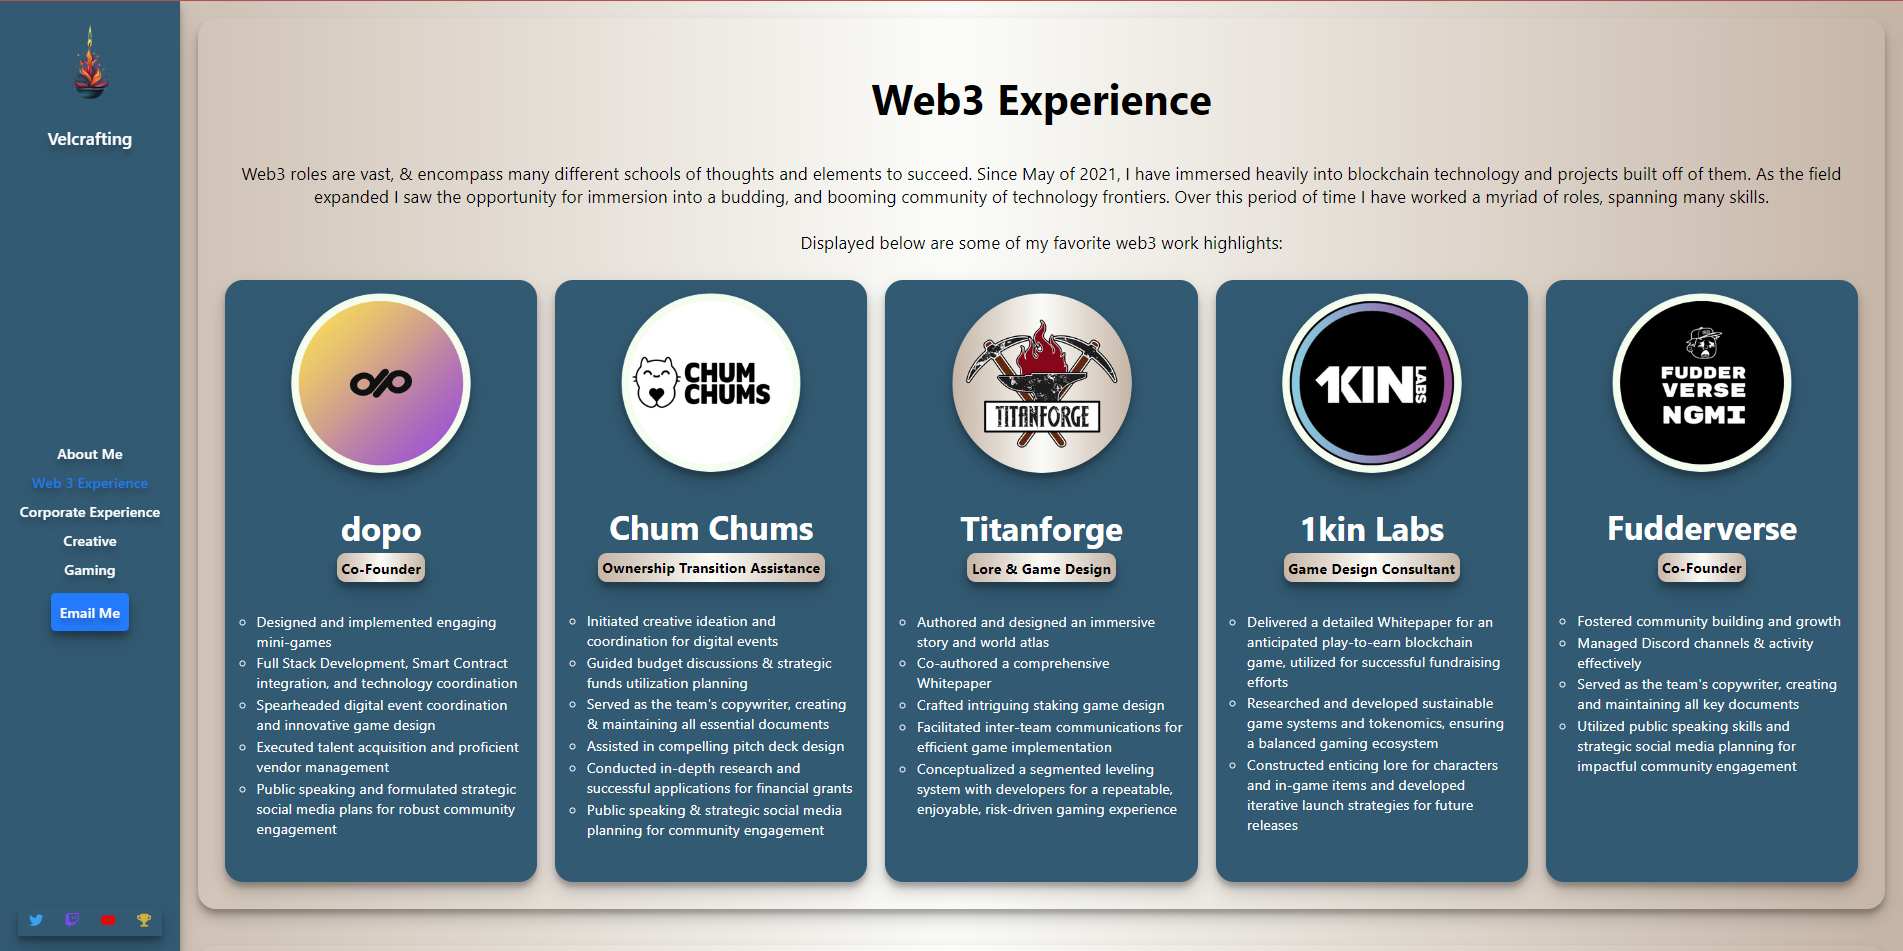 Velcrafting
About Me
Web 3 Experience
Corporate Experience
Creative
Gaming
Email Me
Web3 Experience
Web3 roles are vast, & encompass many different schools of thoughts and elements to succeed. Since May of 2021, I have immersed heavily into blockchain technology and projects built off of them. As the field
expanded I saw the opportunity for immersion into a budding, and booming community of technology frontiers. Over this period of time I have worked a myriad of roles, spanning many skills.
Displayed below are some of my favorite web3 work highlights:
dopo
Co-Founder
Designed and implemented engaging
mini-games
Full Stack Development, Smart Contract
integration, and technology coordination
Spearheaded digital event coordination
and innovative game design
Executed talent acquisition and proficient
vendor management
Public speaking and formulated strategic
social media plans for robust community
engagement
CHUM
CHUMS
Chum Chums
Ownership Transition Assistance
Initiated creative ideation and
coordination for digital events
Guided budget discussions & strategic
funds utilization planning
Served as the team's copywriter, creating
& maintaining all essential documents
Assisted in compelling pitch deck design
Conducted in-depth research and
successful applications for financial grants
Public speaking & strategic social media
planning for community engagement
TITANFORGE
Titanforge
Lore & Game Design
Authored and designed an immersive
story and world atlas
Co-authored a comprehensive
Whitepaper
Crafted intriguing staking game design
Facilitated inter-team communications for
efficient game implementation
Conceptualized a segmented leveling
system with developers for a repeatable,
enjoyable, risk-driven gaming experience
1KIN LABS
1kin Labs
Game Design Consultant
Delivered a detailed Whitepaper for an
anticipated play-to-earn blockchain
game, utilized for successful fundraising
efforts
Researched and developed sustainable
game systems and tokenomics, ensuring
a balanced gaming ecosystem
Constructed enticing lore for characters
and in-game items and developed
iterative launch strategies for future
releases
FUDDER
VERSE
NGMI
Fudderverse
Co-Founder
Fostered community building and growth
Managed Discord channels & activity
effectively
Served as the team's copywriter, creating
and maintaining all key documents
Utilized public speaking skills and
strategic social media planning for
impactful community engagement